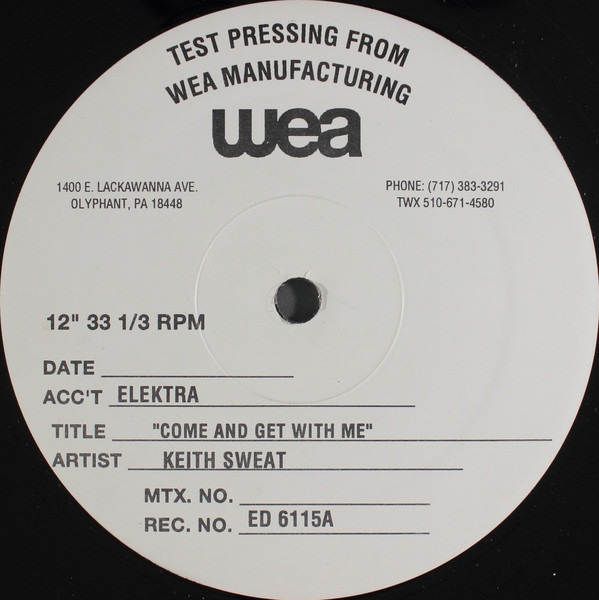 TEST PRESSING FROM
WEA MANUFACTURING
wea
1400 E. LACKAWANNA AVE.
OLYPHANT, PA 18448
PHONE: (717) 383-3291
TWX 510-671-4580
12" 33 1/3 RPM
DATE
ACC'T ELEKTRA
TITLE "COME AND GET WITH ME"
ARTIST KEITH SWEAT
MTX. NO.
REC. NO. ED 6115A